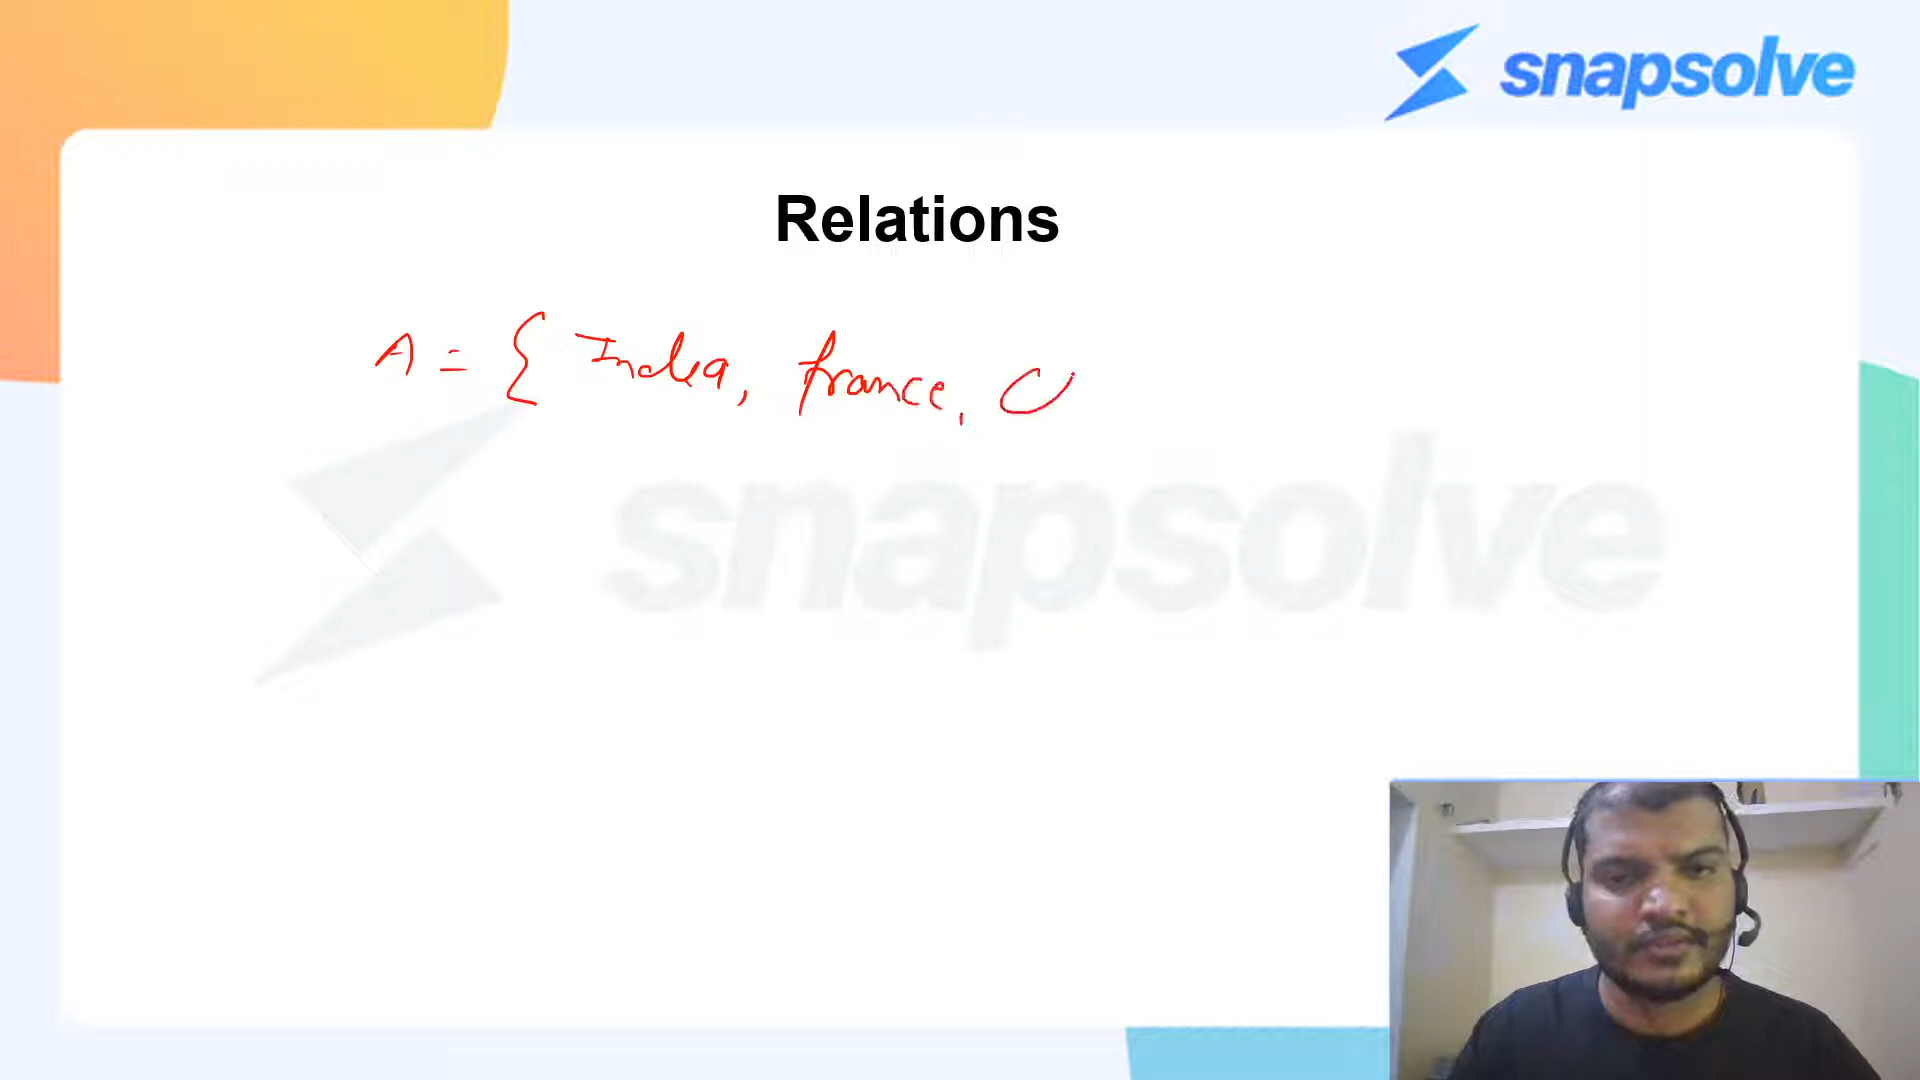 snapsolve
Relations
A = { India, france, C
snapsolve